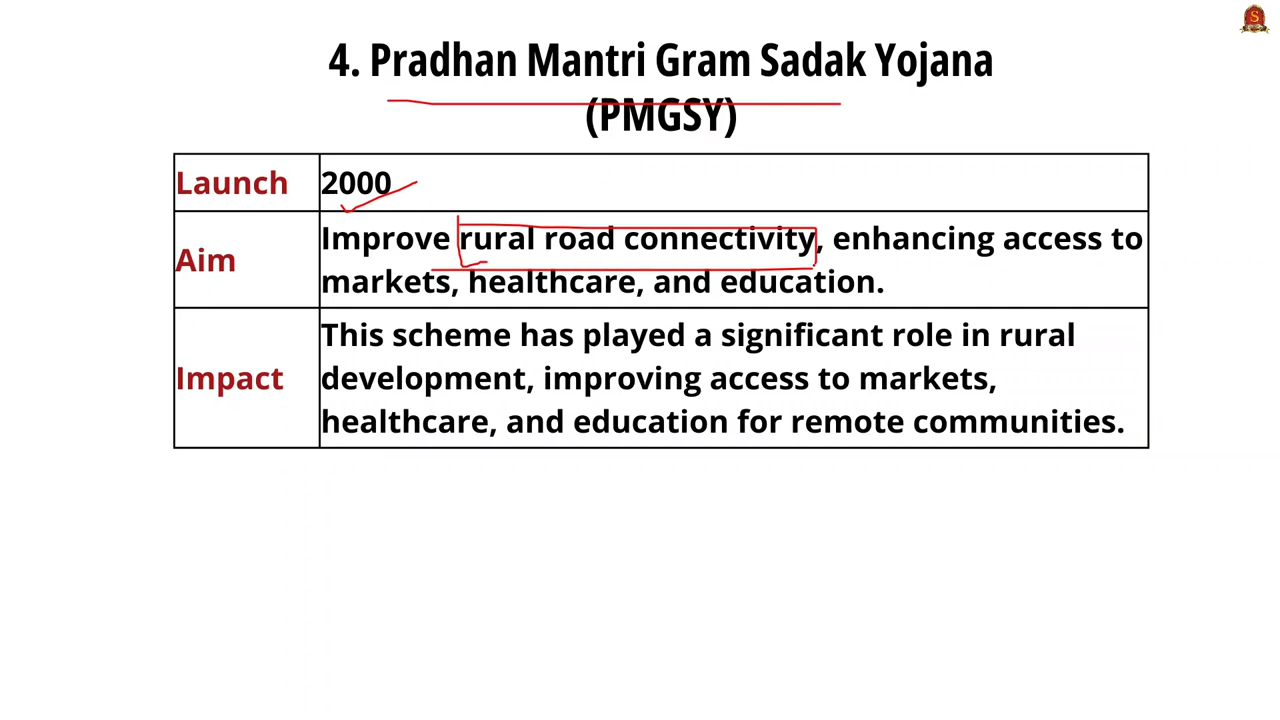 4. Pradhan Mantri Gram Sadak Yojana
(PMGSY)
Launch
2000
Aim
Improve rural road connectivity, enhancing access to
markets, healthcare, and education.
Impact
This scheme has played a significant role in rural
development, improving access to markets,
healthcare, and education for remote communities.